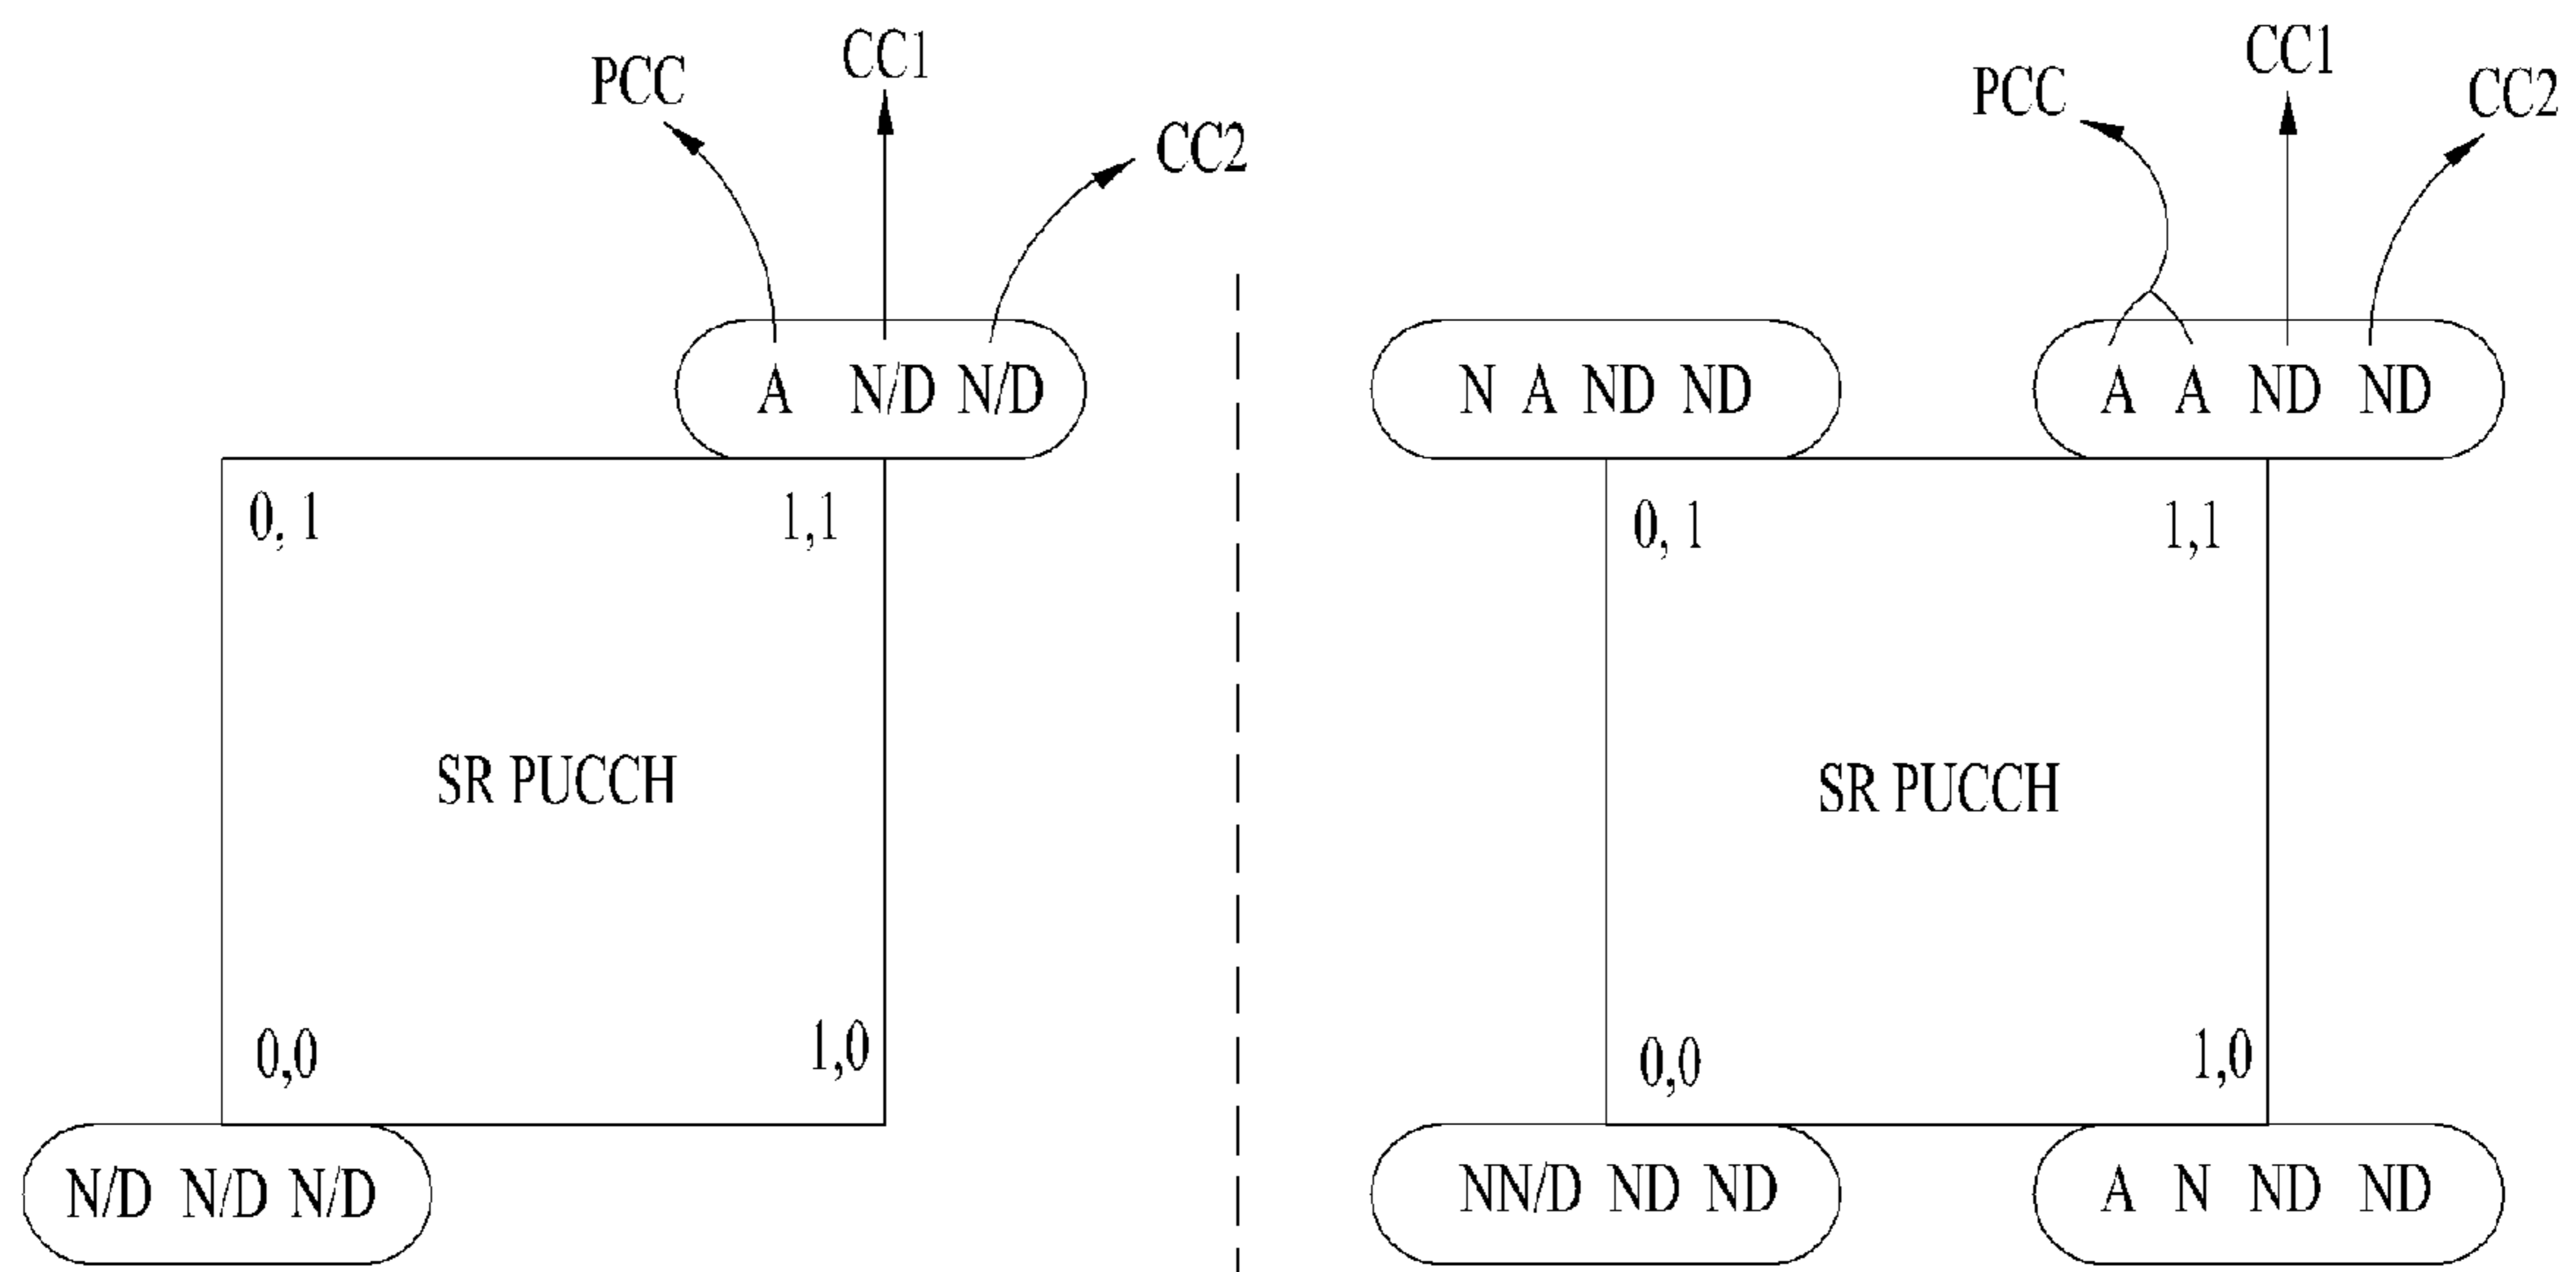 PCC
CC1
CC2
A N/D N/D
0, 1
1,1
SR PUCCH
0,0
1,0
N/D N/D N/D
PCC
CC1
CC2
N A ND ND
A A ND ND
0, 1
1,1
SR PUCCH
0,0
1,0
NN/D ND ND
A N ND ND